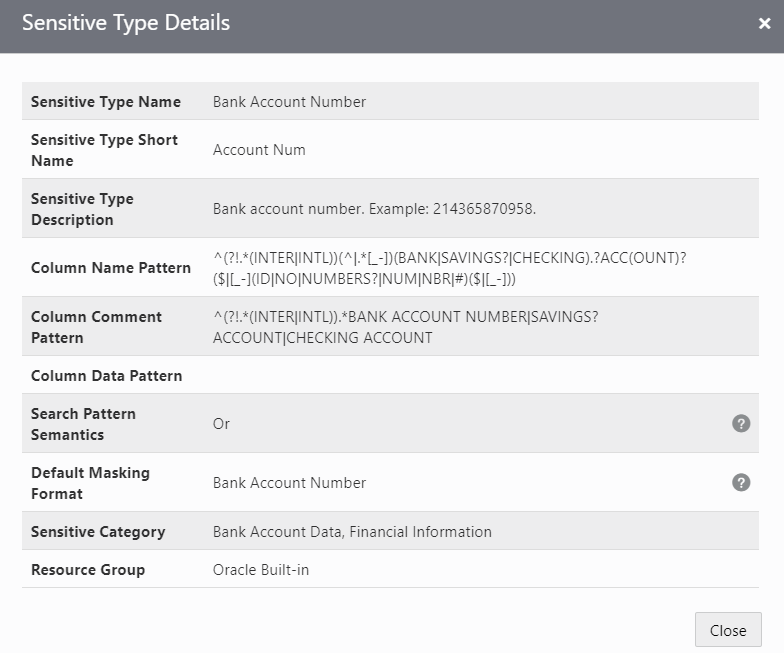 Sensitive Type Details
×
Sensitive Type Name Bank Account Number
Sensitive Type Short
Name
Account Num
Sensitive Type
Description
Bank account number. Example: 214365870958.
Column Name Pattern
^(?!.*(INTER|INTL))(^|.*[_-])(BANK|SAVINGS?|CHECKING).?ACC(OUNT)?
($|[_-](ID|NO|NUMBERS?|NUM|NBR|#)($|[_-]))
Column Comment
Pattern
^(?!.*(INTER|INTL)).*BANK ACCOUNT NUMBER|SAVINGS?
ACCOUNT|CHECKING ACCOUNT
Column Data Pattern
Search Pattern
Semantics
Or
?
Default Masking
Format
Bank Account Number
?
Sensitive Category Bank Account Data, Financial Information
Resource Group Oracle Built-in
Close